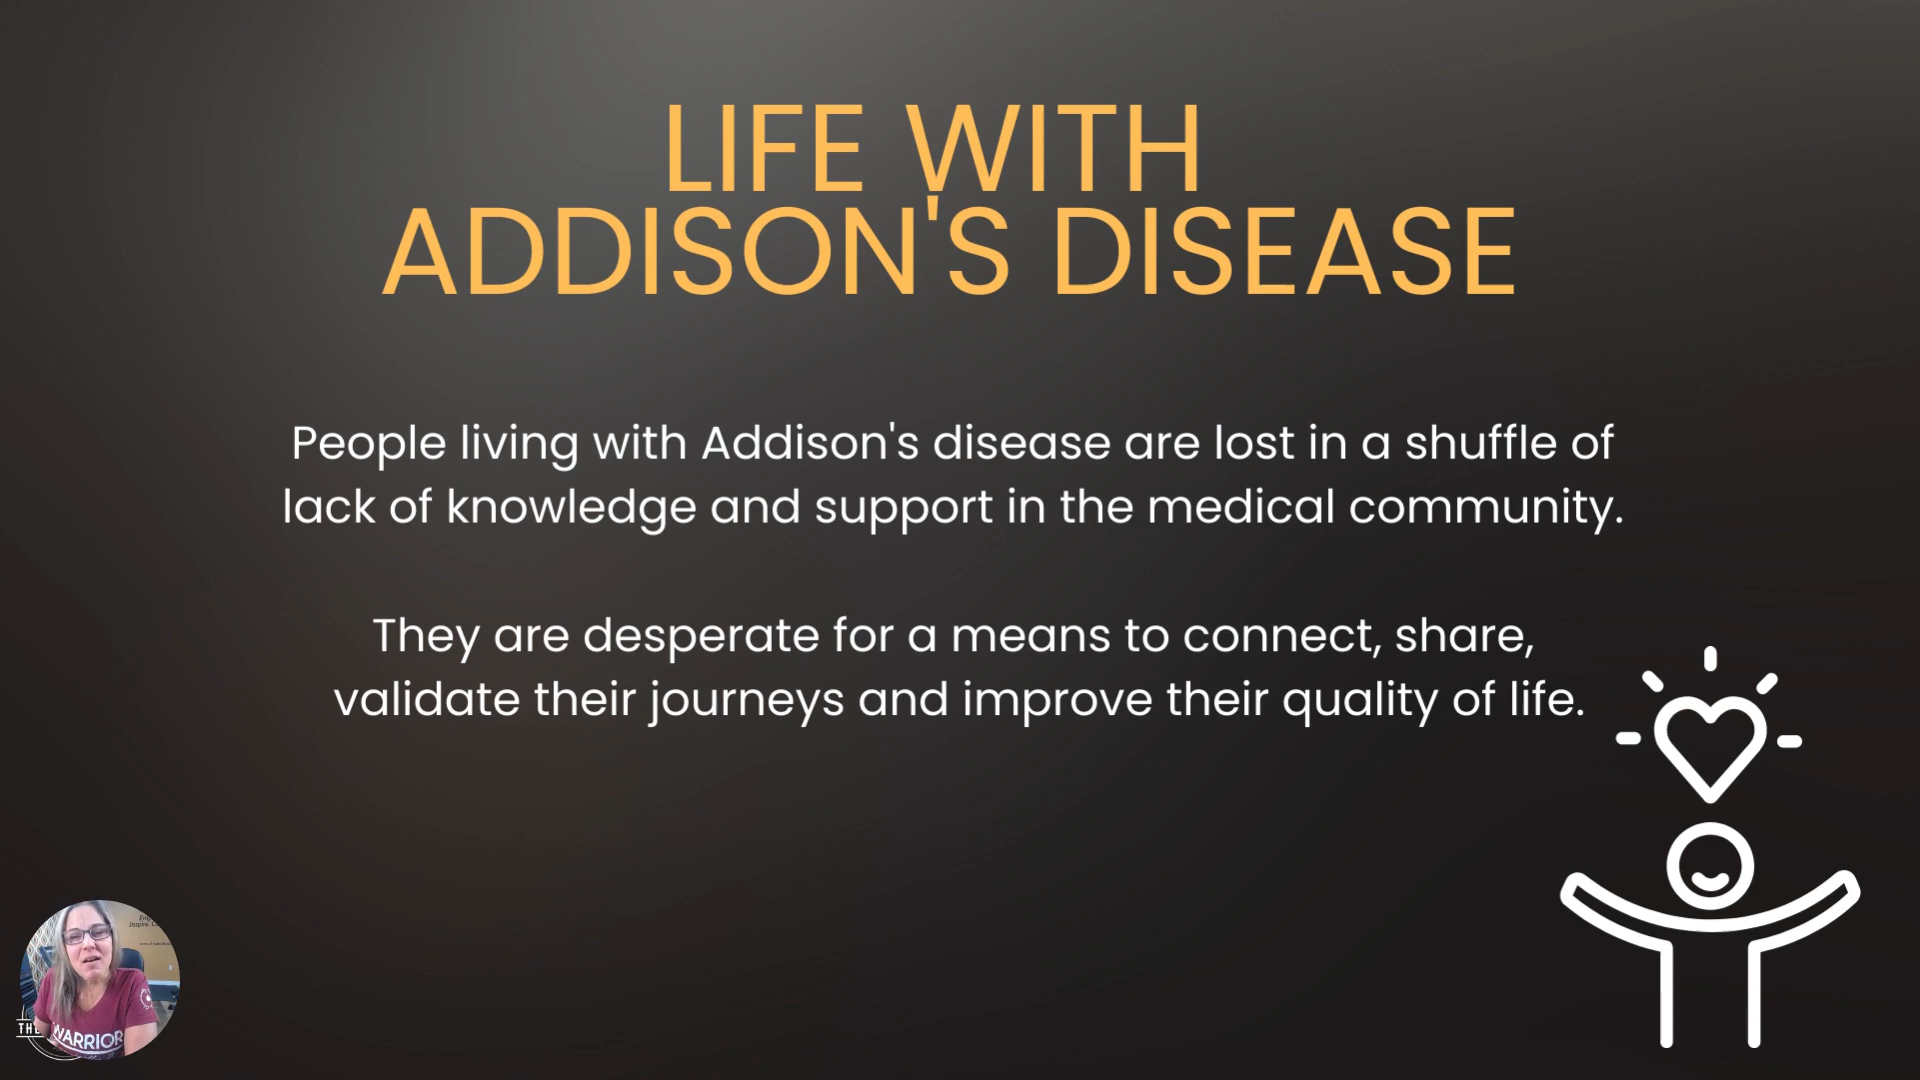 LIFE WITH
ADDISON'S DISEASE
People living with Addison's disease are lost in a shuffle of
lack of knowledge and support in the medical community.
They are desperate for a means to connect, share,
validate their journeys and improve their quality of life.
THE
WARRIOR